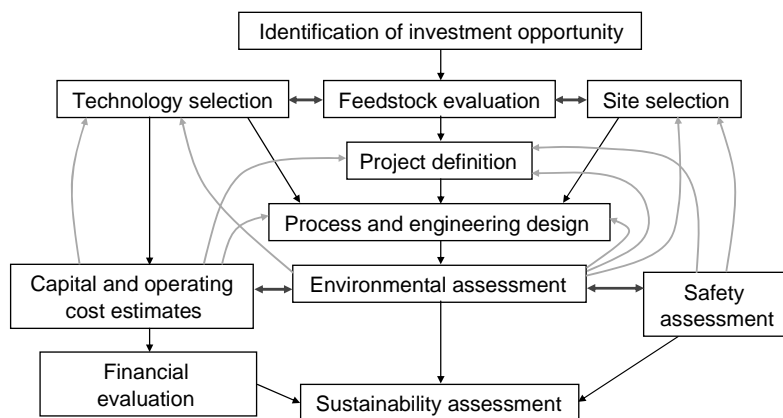 Identification of investment opportunity
Technology selection
Feedstock evaluation
Site selection
Project definition
Process and engineering design
Capital and operating
cost estimates
Environmental assessment
Safety
assessment
Financial
evaluation
Sustainability assessment